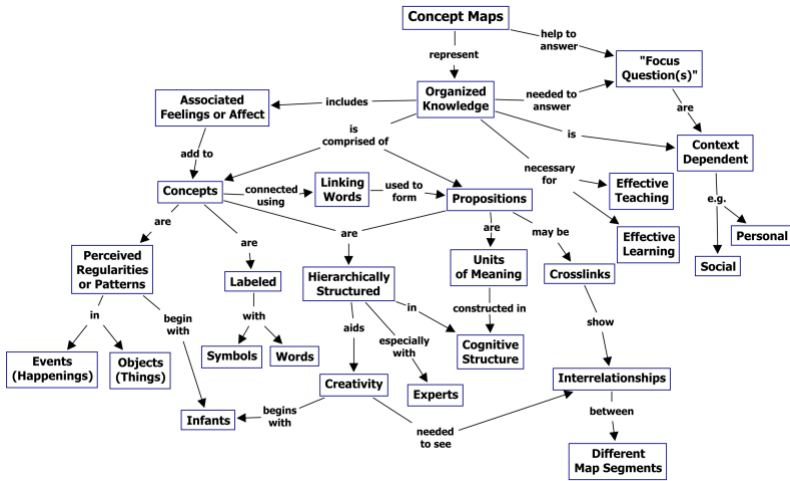 Concept Maps
help to
answer
represent
"Focus
Question(s)"
Organized
Knowledge
needed to
answer
Associated
Feelings or Affect
includes
are
is
comprised of
is
Context
Dependent
add to
necessary
for
Concepts
connected
using
Linking
Words
used to
form
Propositions
Effective
Teaching
e.g.
are
are
are
are
may be
Effective
Learning
Personal
Perceived
Regularities
or Patterns
Labeled
Hierarchically
Structured
Units
of Meaning
Crosslinks
Social
in
begin
with
with
aids
in
constructed in
show
especially
with
Events
(Happenings)
Objects
(Things)
Symbols
Words
Cognitive
Structure
Creativity
Experts
Interrelationships
Infants
begins
with
needed
to see
between
Different
Map Segments